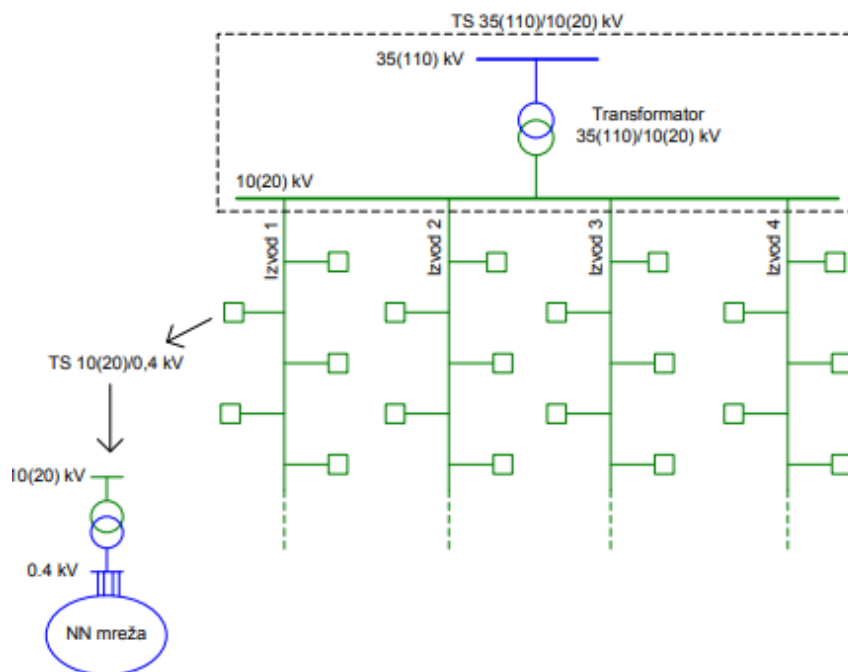 TS 35(110)/10(20) kV
35(110) kV
Transformator
35(110)/10(20) kV
10(20) kV
Izvod 1
Izvod 2
Izvod 3
Izvod 4
TS 10(20)/0,4 kV
10(20) kV
0.4 kV
NN mreža